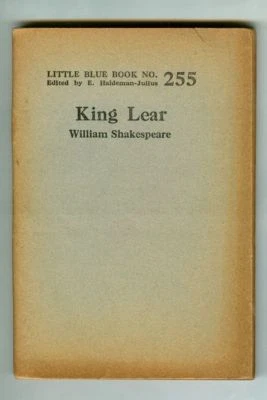 LITTLE BLUE BOOK NO. 255
Edited by E. Haldeman-Julius
King Lear
William Shakespeare